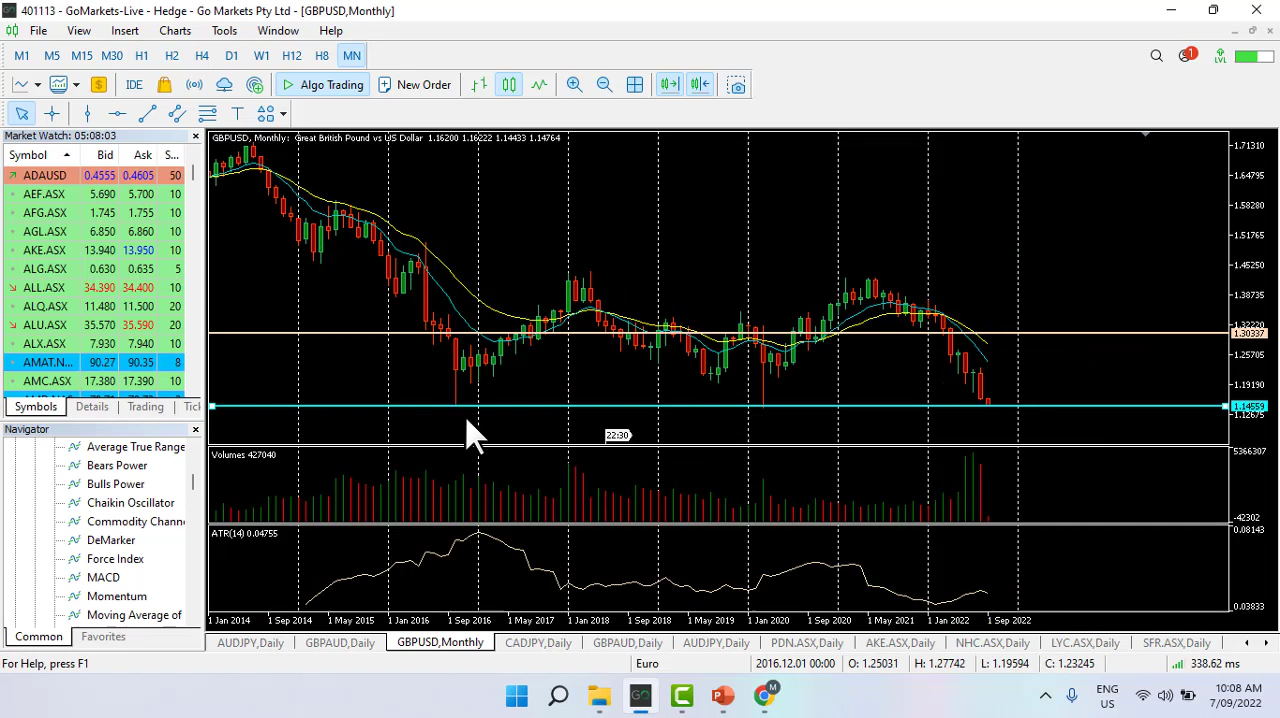 401113 - GoMarkets-Live - Hedge - Go Markets Pty Ltd - [GBPUSD,Monthly]
File View Insert Charts Tools Window Help
M1 M5 M15 M30 H1 H2 H4 D1 W1 H12 H8 MN
1 LVL
IDE Algo Trading New Order
Market Watch: 05:08:03
Symbol Bid Ask S...
ADAUSD 0.4555 0.4605 50
AEF.ASX 5.690 5.700 10
AFG.ASX 1.745 1.755 10
AGL.ASX 6.850 6.860 10
AKE.ASX 13.940 13.950 10
ALG.ASX 0.630 0.635 5
ALL.ASX 34.390 34.400 10
ALQ.ASX 11.480 11.500 20
ALU.ASX 35.570 35.590 20
ALX.ASX 7.930 7.940 10
AMAT.N... 90.27 90.35 8
AMC.ASX 17.380 17.390 10
Symbols Details Trading Tick
Navigator
Average True Range
Bears Power
Bulls Power
Chaikin Oscillator
Commodity Chann
DeMarker
Force Index
MACD
Momentum
Moving Average of
Common Favorites
GBPUSD, Monthly: Great British Pound vs US Dollar 1.16200 1.16222 1.14433 1.14764
1.71310
1.64795
1.58280
1.51765
1.45250
1.38735
1.32220
1.30337
1.25705
1.19190
1.14559
1.12675
22:30
Volumes 427040
5366307
-42302
ATR(14) 0.04755
0.08143
0.03833
1 Jan 2014 1 Sep 2014 1 May 2015 1 Jan 2016 1 Sep 2016 1 May 2017 1 Jan 2018 1 Sep 2018 1 May 2019 1 Jan 2020 1 Sep 2020 1 May 2021 1 Jan 2022 1 Sep 2022
AUDJPY,Daily GBPAUD,Daily GBPUSD,Monthly CADJPY,Daily GBPAUD,Daily AUDJPY,Daily PDN.ASX,Daily AKE.ASX,Daily NHC.ASX,Daily LYC.ASX,Daily SFR.ASX,Daily
For Help, press F1 Euro 2016.12.01 00:00 O: 1.25031 H: 1.27742 L: 1.19594 C: 1.23245 338.62 ms
GO M ENG US 10:08 AM 7/09/2022